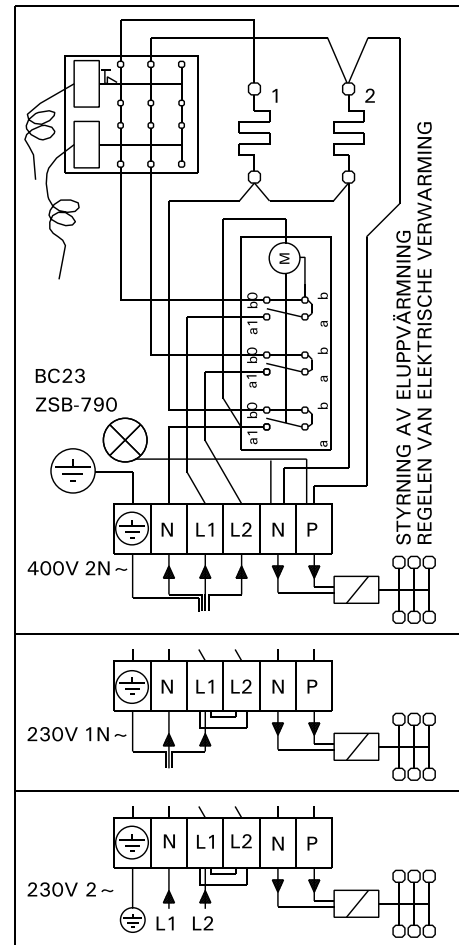 1
2
M
b0
a1
b
a
b0
a1
b
a
b0
a1
b
a
BC23
ZSB-790
STYRNING AV ELUPPVÄRMNING
REGELEN VAN ELEKTRISCHE VERWARMING
N L1 L2 N P
400V 2N~
N L1 L2 N P
230V 1N~
N L1 L2 N P
230V 2~
L1 L2